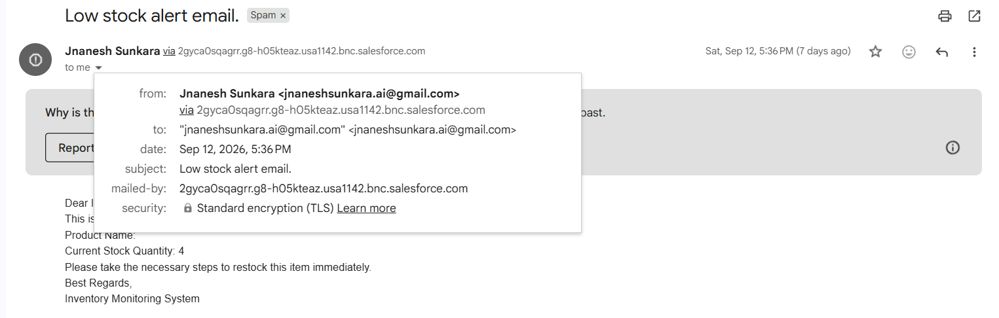 Low stock alert email. Spam ×
Jnanesh Sunkara via 2gyca0sqagrr.g8-h05kteaz.usa1142.bnc.salesforce.com Sat, Sep 12, 5:36 PM (7 days ago)
to me
from: Jnanesh Sunkara <jnaneshsunkara.ai@gmail.com>
via 2gyca0sqagrr.g8-h05kteaz.usa1142.bnc.salesforce.com
to: "jnaneshsunkara.ai@gmail.com" <jnaneshsunkara.ai@gmail.com>
date: Sep 12, 2026, 5:36 PM
subject: Low stock alert email.
mailed-by: 2gyca0sqagrr.g8-h05kteaz.usa1142.bnc.salesforce.com
security: Standard encryption (TLS) Learn more
Why is th past.
Report
Dear I
This is
Product Name:
Current Stock Quantity: 4
Please take the necessary steps to restock this item immediately.
Best Regards,
Inventory Monitoring System